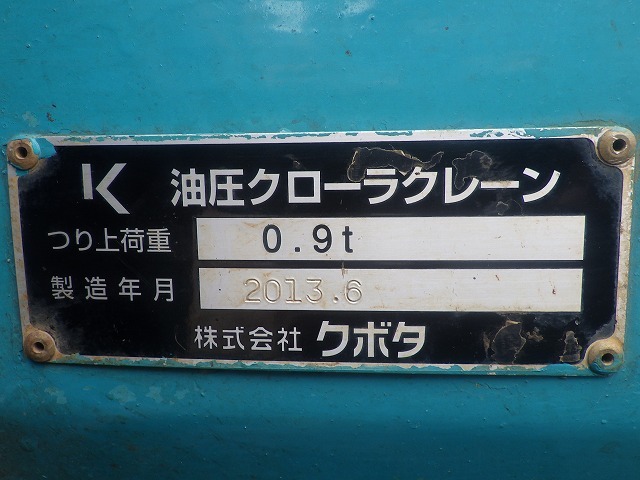 K 油圧クローラクレーン
つり上荷重 0.9t
製造年月 2013.6
株式会社 クボタ